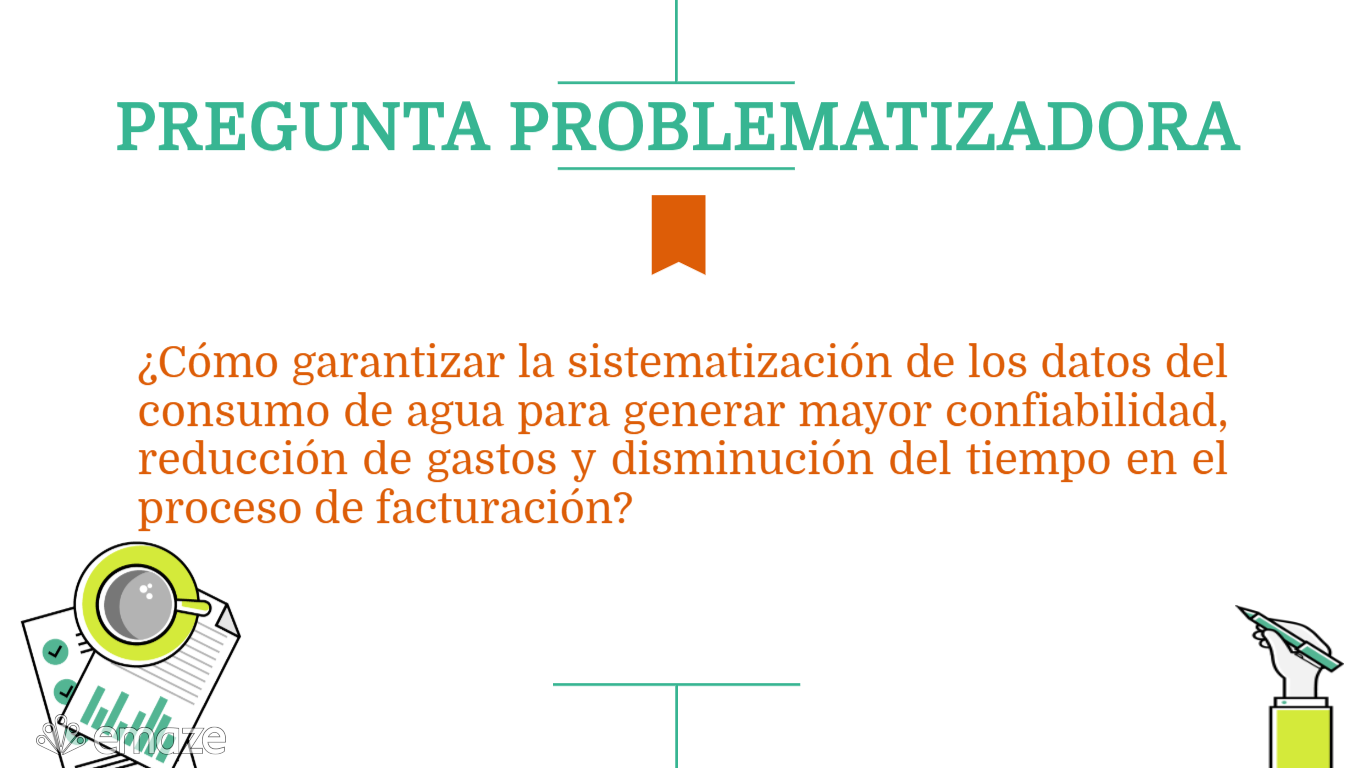 PREGUNTA PROBLEMATIZADORA
¿Cómo garantizar la sistematización de los datos del
consumo de agua para generar mayor confiabilidad,
reducción de gastos y disminución del tiempo en el
proceso de facturación?
emaze